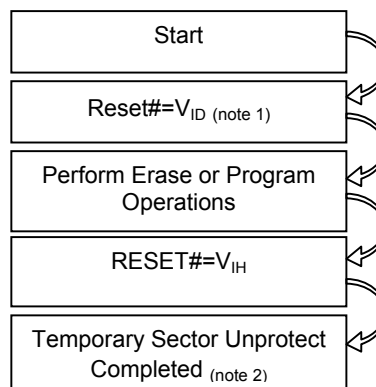 Start
Reset#=VID (note 1)
Perform Erase or Program
Operations
RESET#=VIH
Temporary Sector Unprotect
Completed (note 2)